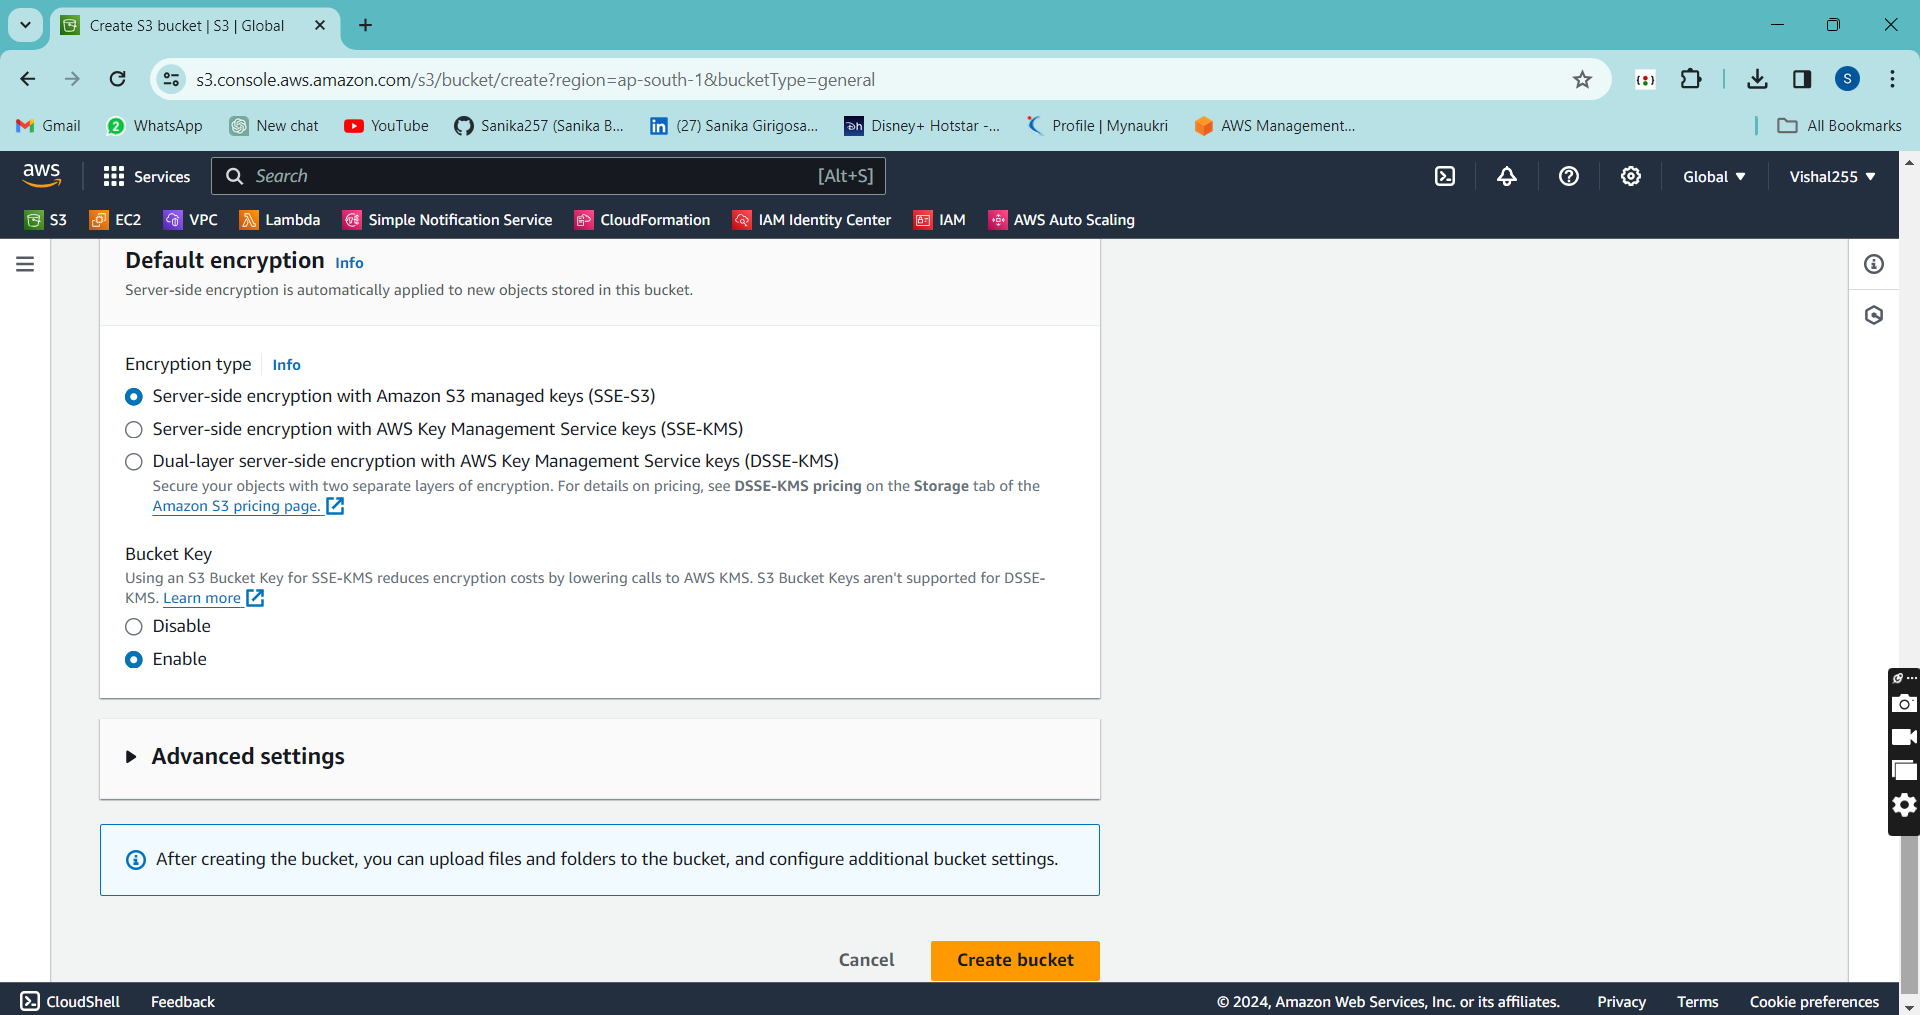 Create S3 bucket | S3 | Global
s3.console.aws.amazon.com/s3/bucket/create?region=ap-south-1&bucketType=general
S
Gmail
2
WhatsApp
New chat
YouTube
Sanika257 (Sanika B...
(27) Sanika Girigosa...
Disney+ Hotstar -...
Profile | Mynaukri
AWS Management...
All Bookmarks
aws
Services
Search
[Alt+S]
Global
Vishal255
S3
EC2
VPC
Lambda
Simple Notification Service
CloudFormation
IAM Identity Center
IAM
AWS Auto Scaling
Default encryption Info
Server-side encryption is automatically applied to new objects stored in this bucket.
Encryption type Info
Server-side encryption with Amazon S3 managed keys (SSE-S3)
Server-side encryption with AWS Key Management Service keys (SSE-KMS)
Dual-layer server-side encryption with AWS Key Management Service keys (DSSE-KMS)
Secure your objects with two separate layers of encryption. For details on pricing, see DSSE-KMS pricing on the Storage tab of the
Amazon S3 pricing page.
Bucket Key
Using an S3 Bucket Key for SSE-KMS reduces encryption costs by lowering calls to AWS KMS. S3 Bucket Keys aren't supported for DSSE-
KMS. Learn more
Disable
Enable
Advanced settings
After creating the bucket, you can upload files and folders to the bucket, and configure additional bucket settings.
Cancel
Create bucket
CloudShell
Feedback
© 2024, Amazon Web Services, Inc. or its affiliates.
Privacy
Terms
Cookie preferences